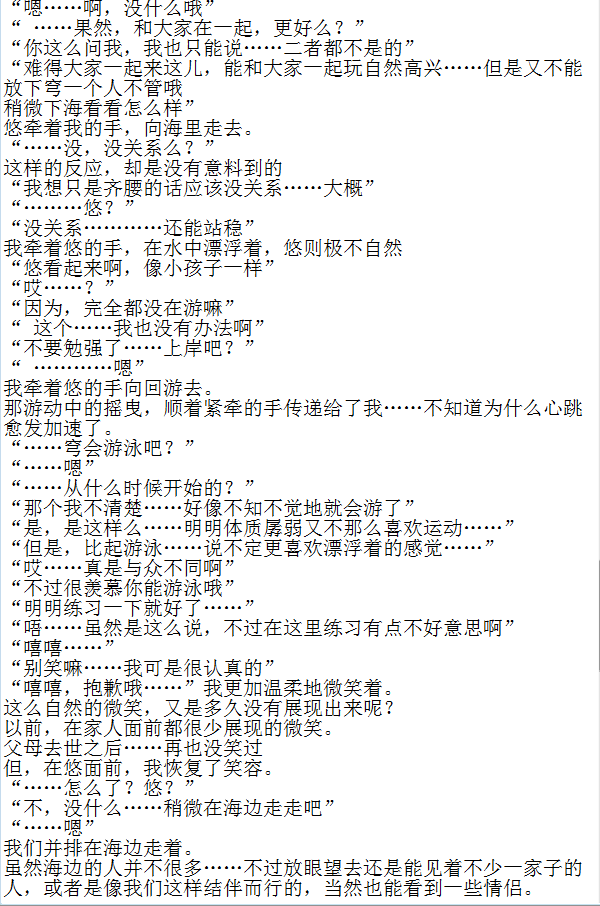 “嗯……啊，没什么哦”
“ ……果然，和大家在一起，更好么？”
“你这么问我，我也只能说……二者都不是的”
“难得大家一起来这儿，能和大家一起玩自然高兴……但是又不能
放下穹一个人不管哦
稍微下海看看怎么样”
悠牵着我的手，向海里走去。
“……没，没关系么？”
这样的反应，却是没有意料到的
“我想只是齐腰的话应该没关系……大概”
“………悠？”
“没关系…………还能站稳”
我牵着悠的手，在水中漂浮着，悠则极不自然
“悠看起来啊，像小孩子一样”
“哎……？”
“因为，完全都没在游嘛”
“ 这个……我也没有办法啊”
“不要勉强了……上岸吧？”
“ …………嗯”
我牵着悠的手向回游去。
那游动中的摇曳，顺着紧牵的手传递给了我……不知道为什么心跳
愈发加速了。
“……穹会游泳吧？”
“……嗯”
“……从什么时候开始的？”
“那个我不清楚……好像不知不觉地就会游了”
“是，是这样么……明明体质孱弱又不那么喜欢运动……”
“但是，比起游泳……说不定更喜欢漂浮着的感觉……”
“哎……真是与众不同啊”
“不过很羡慕你能游泳哦”
“明明练习一下就好了……”
“唔……虽然是这么说，不过在这里练习有点不好意思啊”
“嘻嘻……”
“别笑嘛……我可是很认真的”
“嘻嘻，抱歉哦……”我更加温柔地微笑着。
这么自然的微笑，又是多久没有展现出来呢？
以前，在家人面前都很少展现的微笑。
父母去世之后……再也没笑过
但，在悠面前，我恢复了笑容。
“……怎么了？悠？”
“不，没什么……稍微在海边走走吧”
“……嗯”
我们并排在海边走着。
虽然海边的人并不很多……不过放眼望去还是能见着不少一家子的
人，或者是像我们这样结伴而行的，当然也能看到一些情侣。